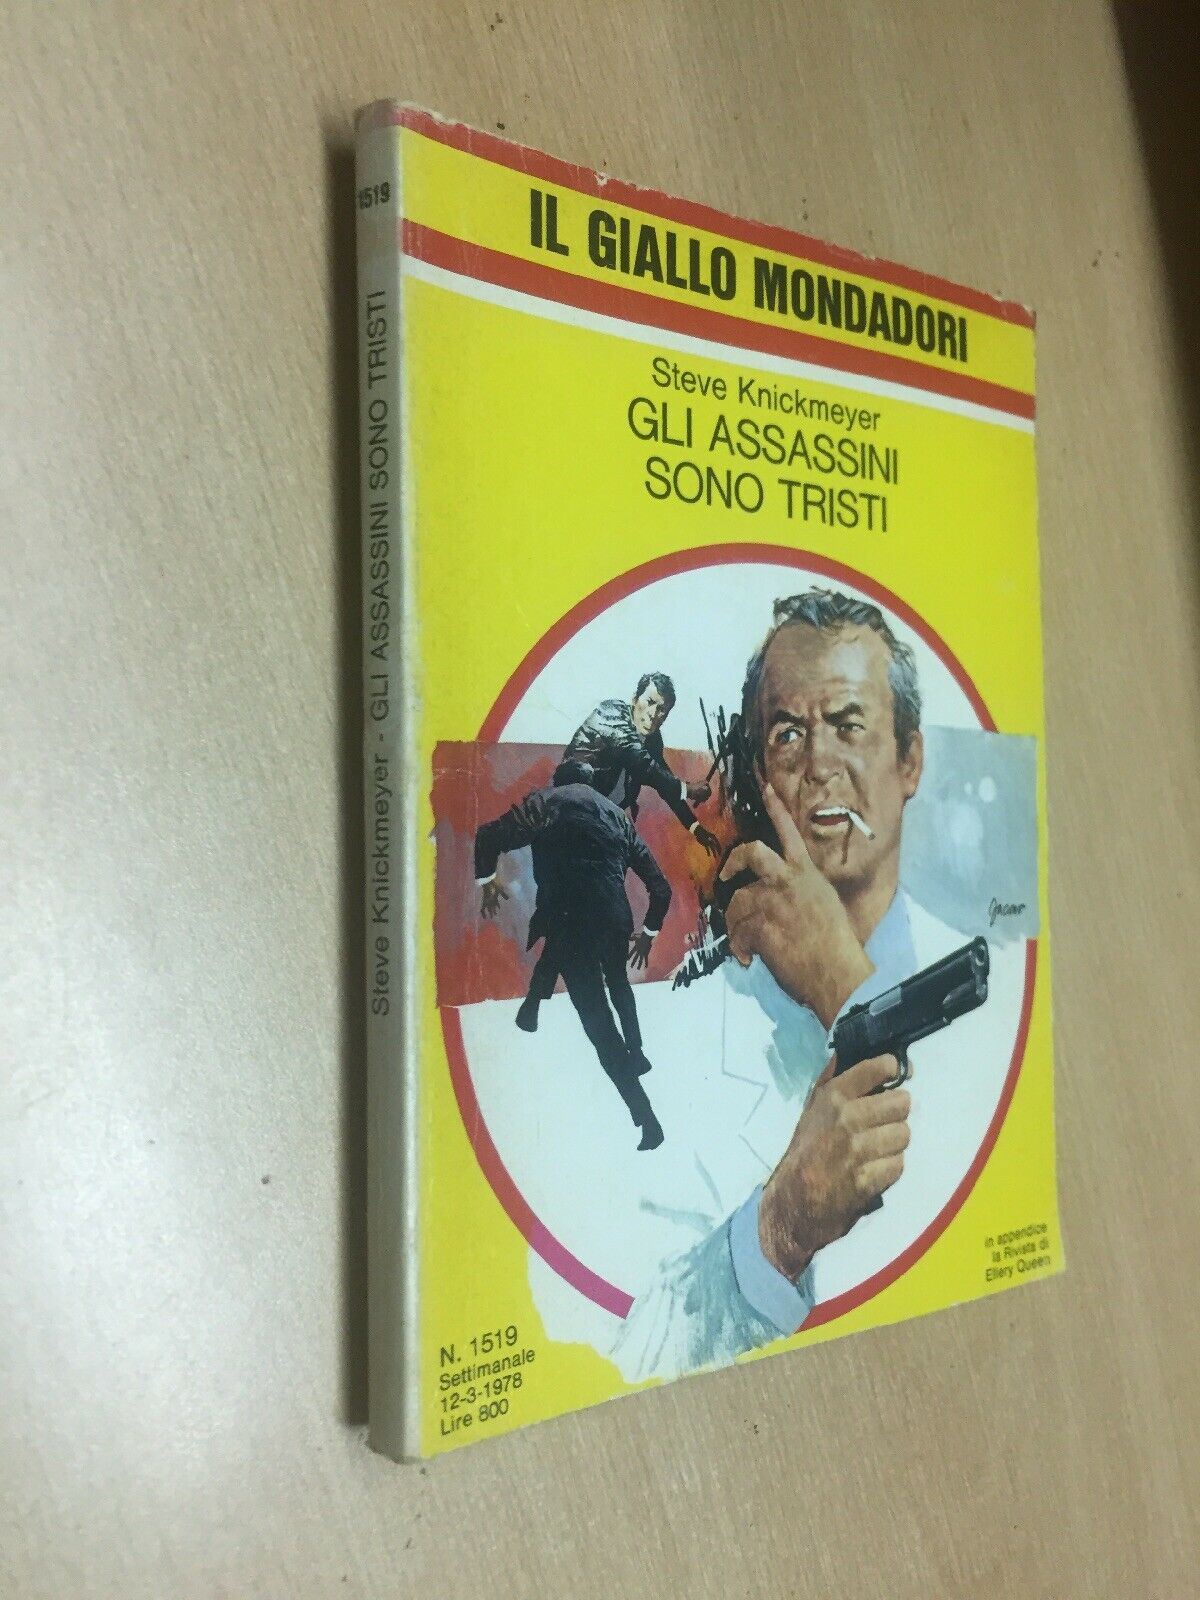 1519
Steve Knickmeyer - GLI ASSASSINI SONO TRISTI
IL GIALLO MONDADORI
Steve Knickmeyer
GLI ASSASSINI
SONO TRISTI
in appendice
la Rivista di
Ellery Queen
N. 1519
Settimanale
12-3-1978
Lire 800